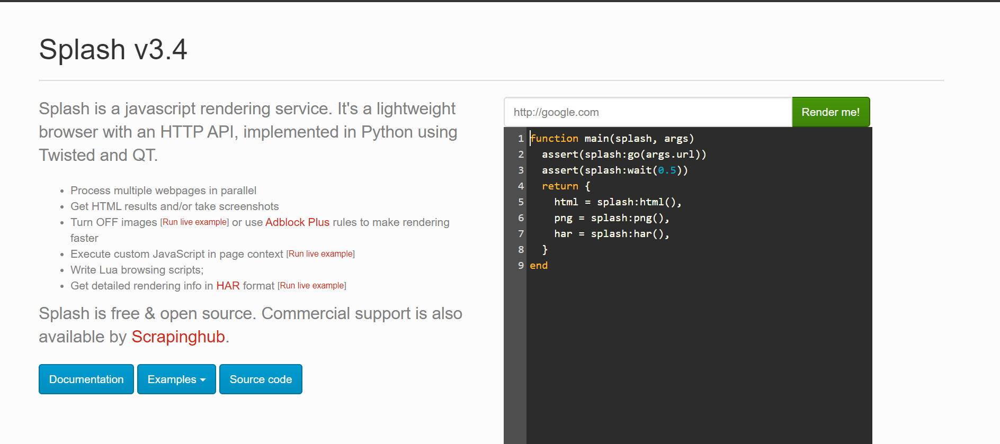 Splash v3.4
Splash is a javascript rendering service. It's a lightweight
browser with an HTTP API, implemented in Python using
Twisted and QT.
• Process multiple webpages in parallel
• Get HTML results and/or take screenshots
• Turn OFF images [Run live example] or use Adblock Plus rules to make rendering
faster
• Execute custom JavaScript in page context [Run live example]
• Write Lua browsing scripts;
• Get detailed rendering info in HAR format [Run live example]
Splash is free & open source. Commercial support is also
available by Scrapinghub.
Documentation Examples Source code
http://google.com Render me!
1 function main(splash, args)
2   assert(splash:go(args.url))
3   assert(splash:wait(0.5))
4   return {
5     html = splash:html(),
6     png = splash:png(),
7     har = splash:har(),
8   }
9 end